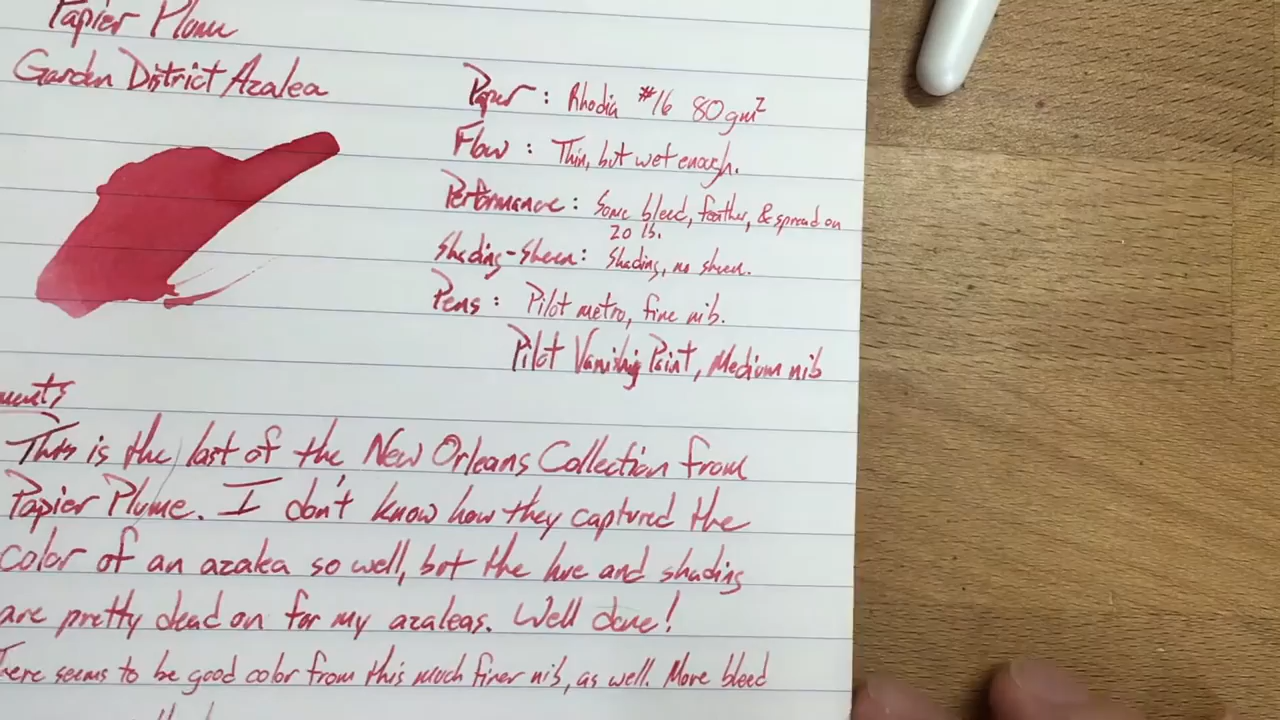 Papier Plume
Garden District Azalea
Paper : Rhodia #16 80gm²
Flow : Thin, but wet enough.
Performance : Some bleed, feather, & spread on
20 lb.
Shading-Sheen: Shading, no sheen.
Pens : Pilot metro, fine nib.
Pilot Vanishing Point, Medium nib
ments
This is the last of the New Orleans Collection from
Papier Plume. I don't know how they captured the
color of an azalea so well, but the hue and shading
are pretty dead on for my azaleas. Well done!
There seems to be good color from this much finer nib, as well. More bleed